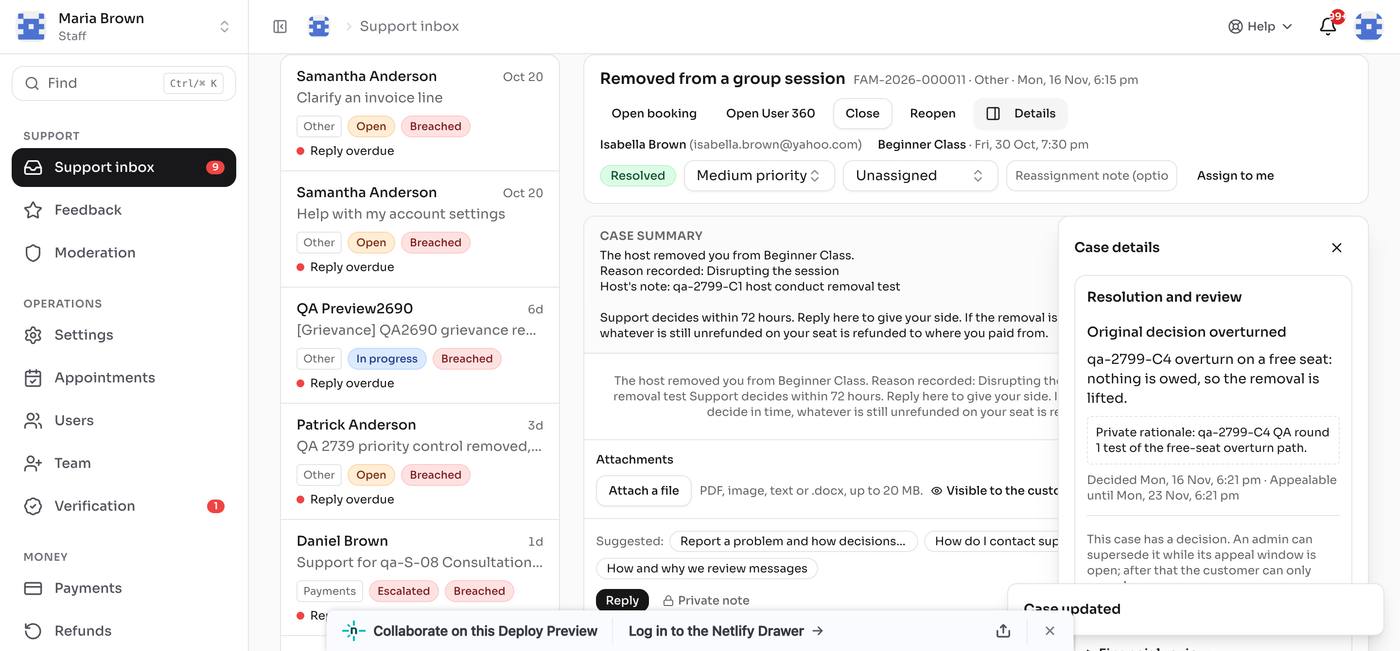 Maria Brown
Staff
Support inbox
Help
99+
Find
Ctrl/⌘ K
SUPPORT
Support inbox
9
Feedback
Moderation
OPERATIONS
Settings
Appointments
Users
Team
Verification
1
MONEY
Payments
Refunds
Samantha Anderson
Oct 20
Clarify an invoice line
Other
Open
Breached
Reply overdue
Samantha Anderson
Oct 20
Help with my account settings
Other
Open
Breached
Reply overdue
QA Preview2690
6d
[Grievance] QA2690 grievance re...
Other
In progress
Breached
Reply overdue
Patrick Anderson
3d
QA 2739 priority control removed,...
Other
Open
Breached
Reply overdue
Daniel Brown
1d
Support for qa-S-08 Consultation...
Payments
Escalated
Breached
Removed from a group session FAM-2026-000011 · Other · Mon, 16 Nov, 6:15 pm
Open booking
Open User 360
Close
Reopen
Details
Isabella Brown (isabella.brown@yahoo.com) Beginner Class · Fri, 30 Oct, 7:30 pm
Resolved
Medium priority
Unassigned
Reassignment note (optio
Assign to me
CASE SUMMARY
The host removed you from Beginner Class.
Reason recorded: Disrupting the session
Host's note: qa-2799-C1 host conduct removal test
Support decides within 72 hours. Reply here to give your side. If the removal is
whatever is still unrefunded on your seat is refunded to where you paid from.
The host removed you from Beginner Class. Reason recorded: Disrupting the
removal test Support decides within 72 hours. Reply here to give your side.
decide in time, whatever is still unrefunded on your seat is re
Attachments
Attach a file
PDF, image, text or .docx, up to 20 MB.
Visible to the custo
Suggested:
Report a problem and how decisions...
How do I contact sup
How and why we review messages
Reply
Private note
Case details
Resolution and review
Original decision overturned
qa-2799-C4 overturn on a free seat:
nothing is owed, so the removal is
lifted.
Private rationale: qa-2799-C4 QA round
1 test of the free-seat overturn path.
Decided Mon, 16 Nov, 6:21 pm · Appealable
until Mon, 23 Nov, 6:21 pm
This case has a decision. An admin can
supersede it while its appeal window is
open; after that the customer can only
Case updated
Collaborate on this Deploy Preview
Log in to the Netlify Drawer →